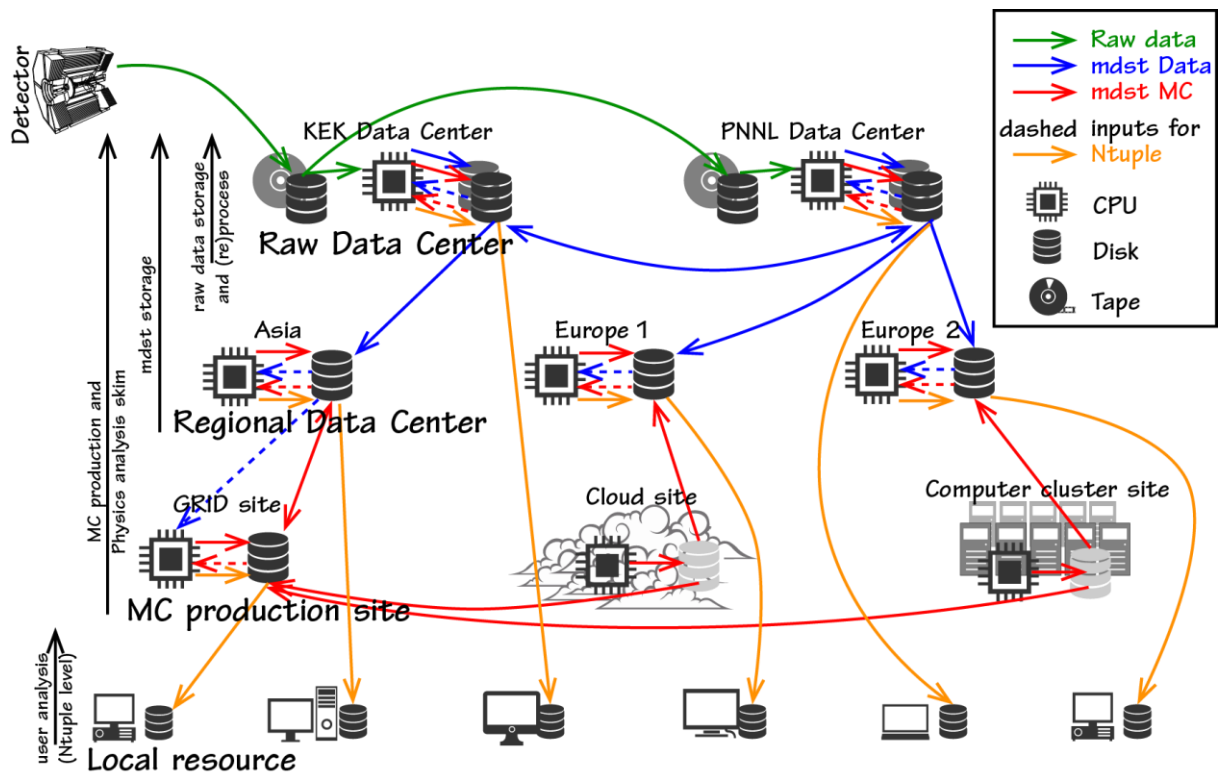 Detector
KEK Data Center
PNNL Data Center
Raw data
mdst Data
mdst MC
dashed inputs for
Ntuple
CPU
Disk
Tape
Raw Data Center
raw data storage
and (re)process
mdst storage
MC production and
Physics analysis skim
Asia
Europe 1
Europe 2
Regional Data Center
GRID site
Cloud site
Computer cluster site
MC production site
user analysis
(Ntuple level)
Local resource